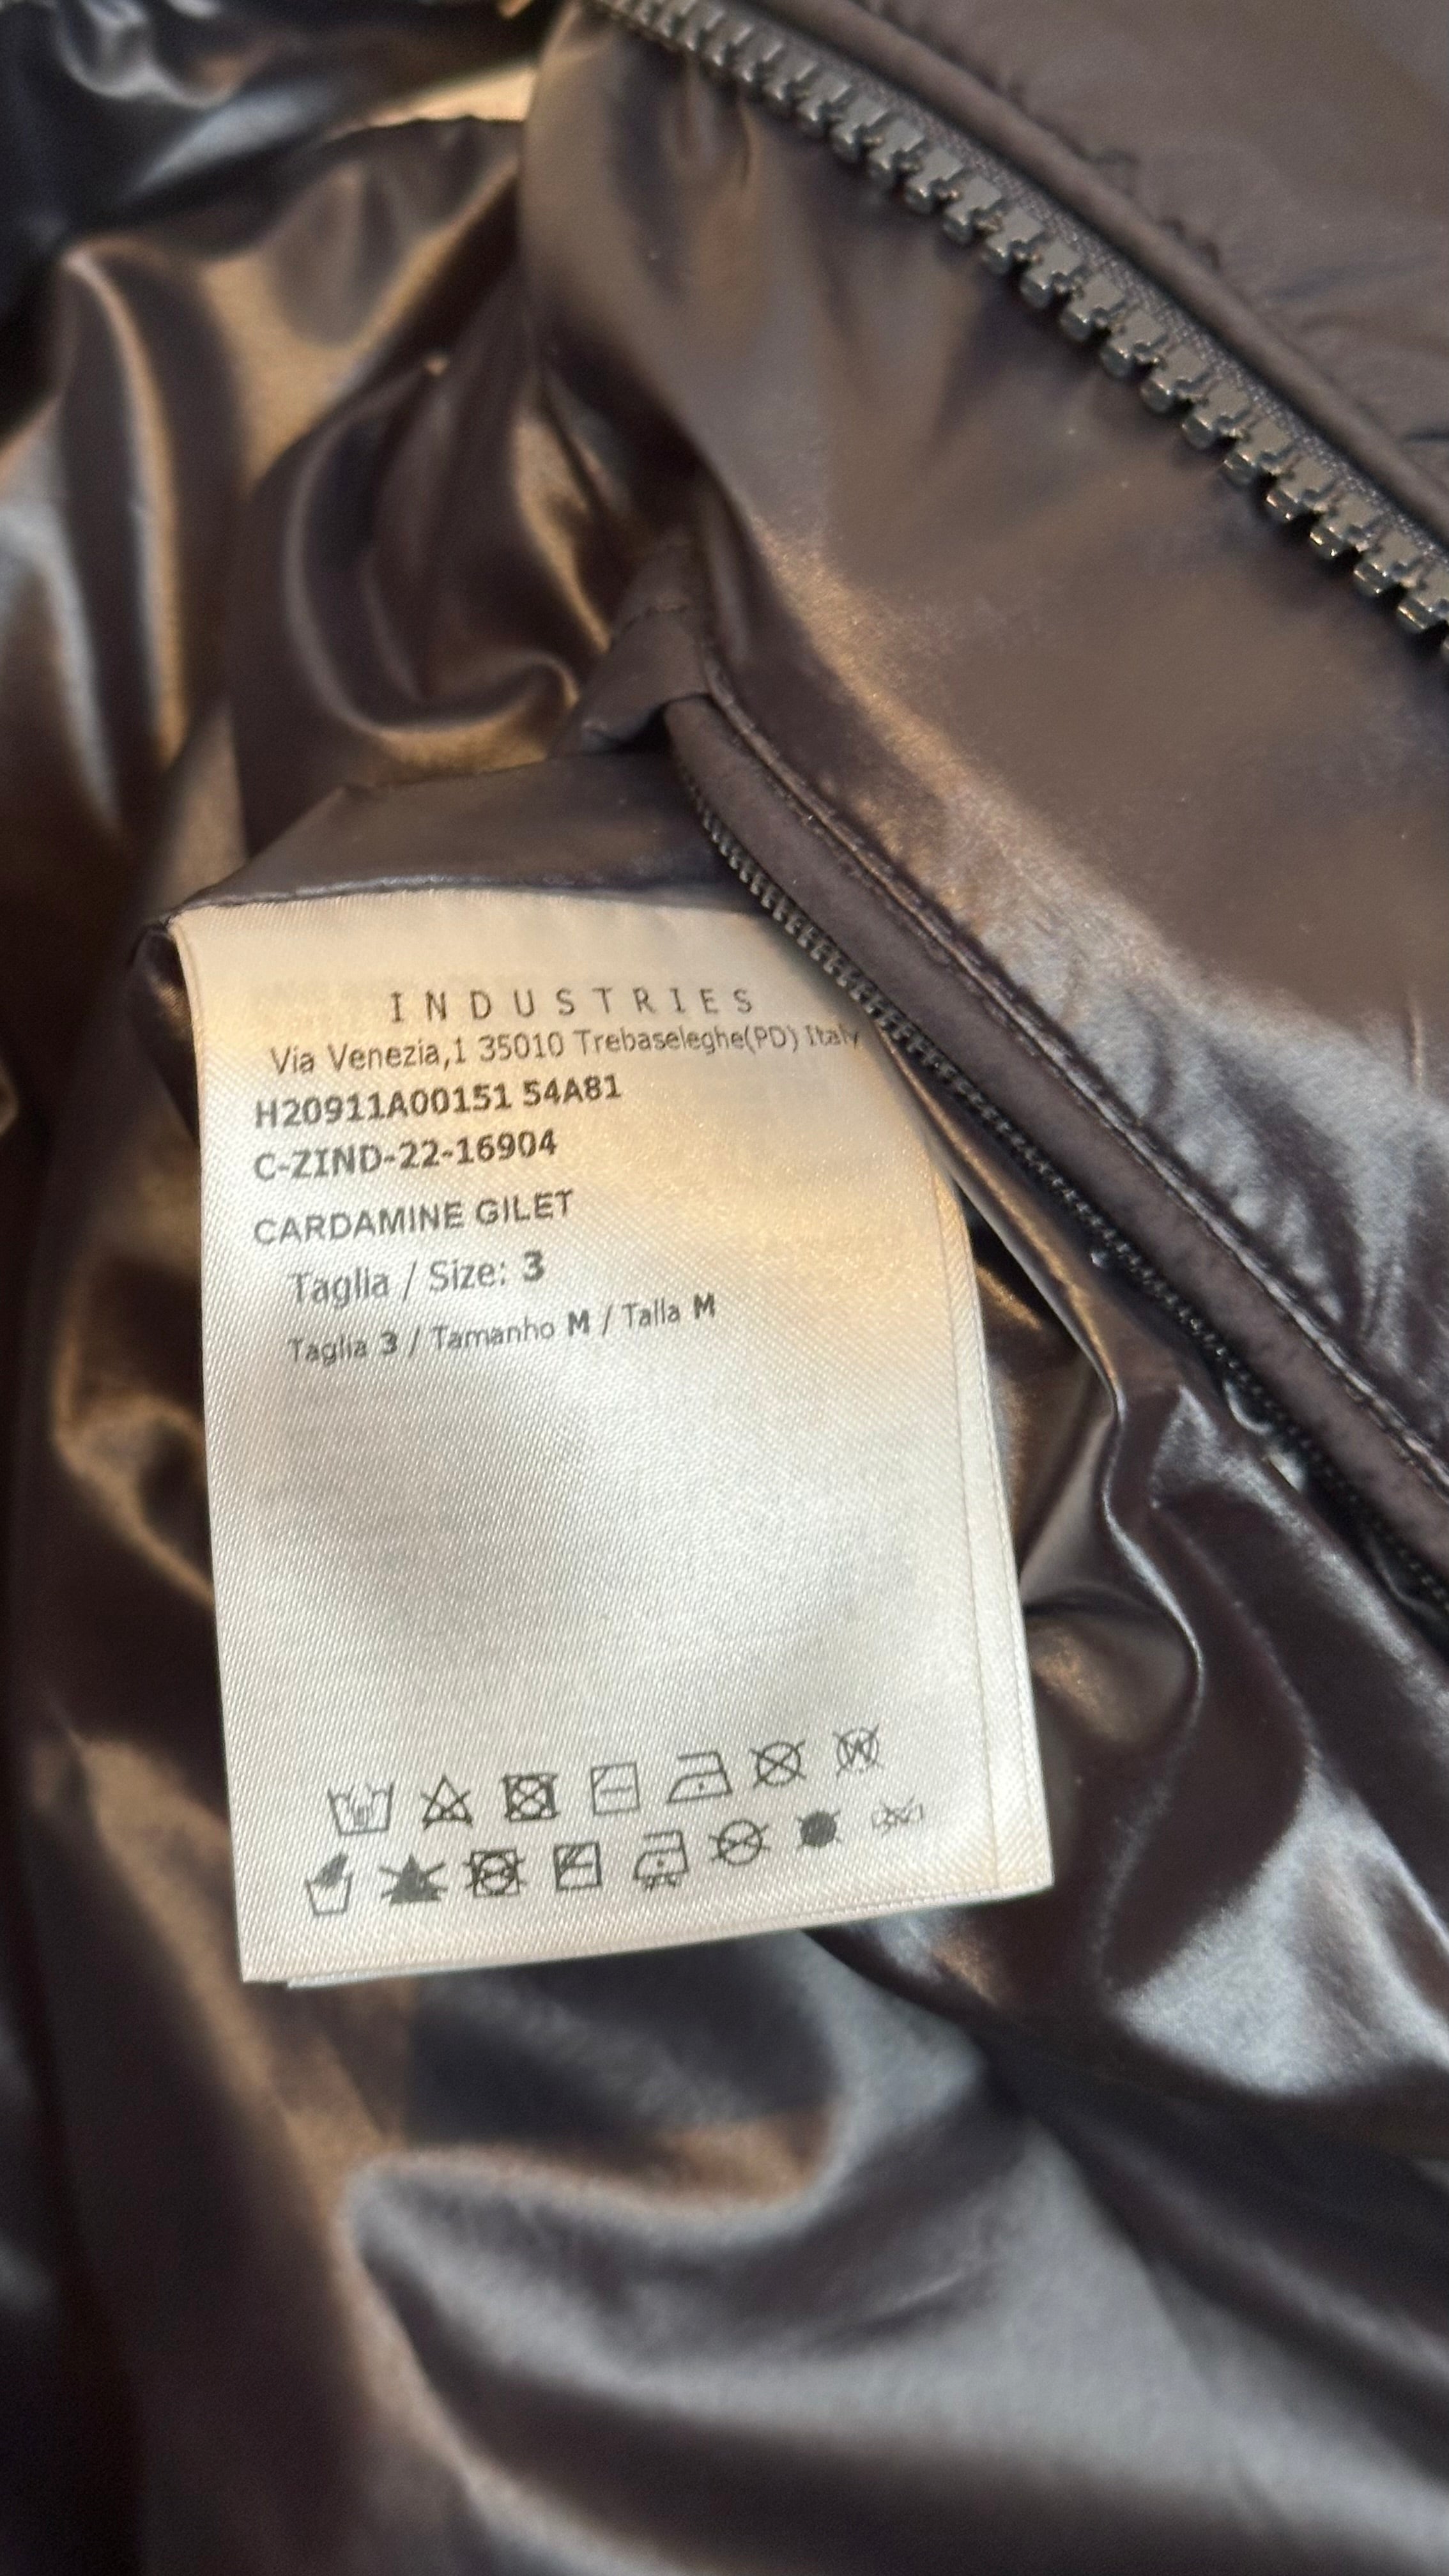 INDUSTRIES
Via Venezia,1 35010 Trebaseleghe(PD) Italy
H20911A00151 54A81
C-ZIND-22-16904
CARDAMINE GILET
Taglia / Size: 3
Taglia 3 / Tamanho M / Talla M
W